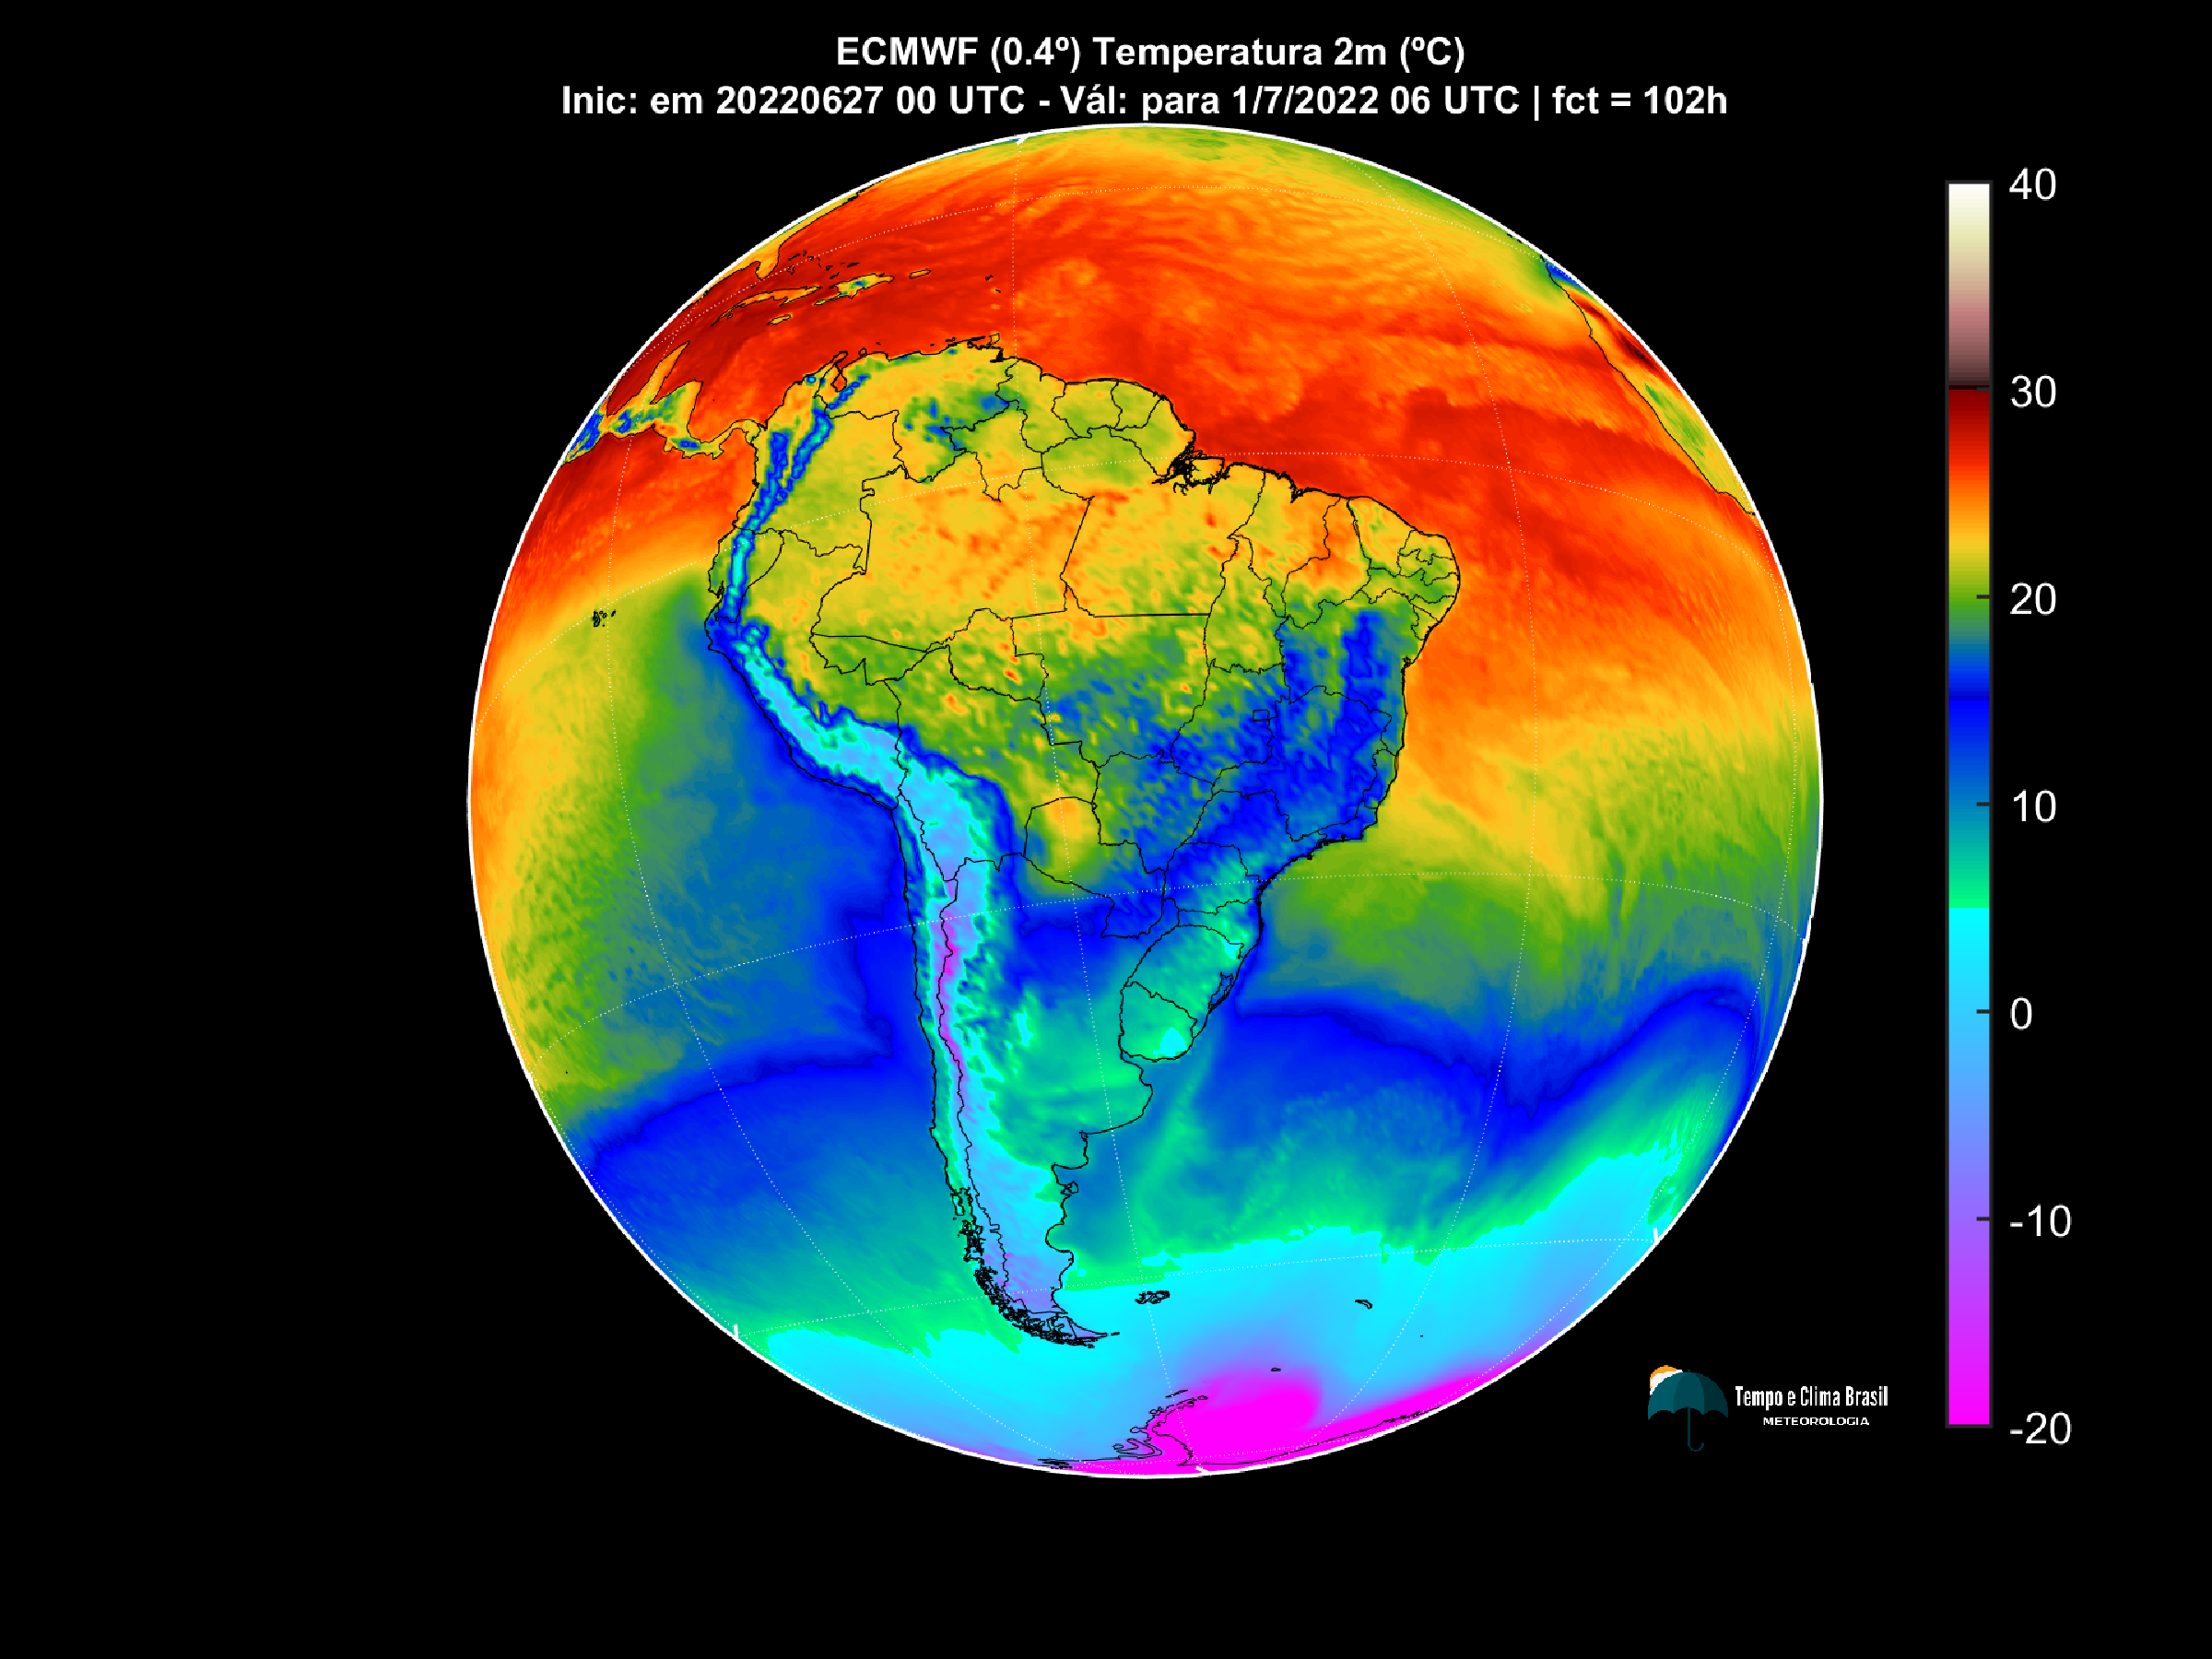 ECMWF (0.4º) Temperatura 2m (ºC)
Inic: em 20220627 00 UTC - Vál: para 1/7/2022 06 UTC | fct = 102h
40
30
20
10
0
-10
-20
Tempo e Clima Brasil
METEOROLOGIA